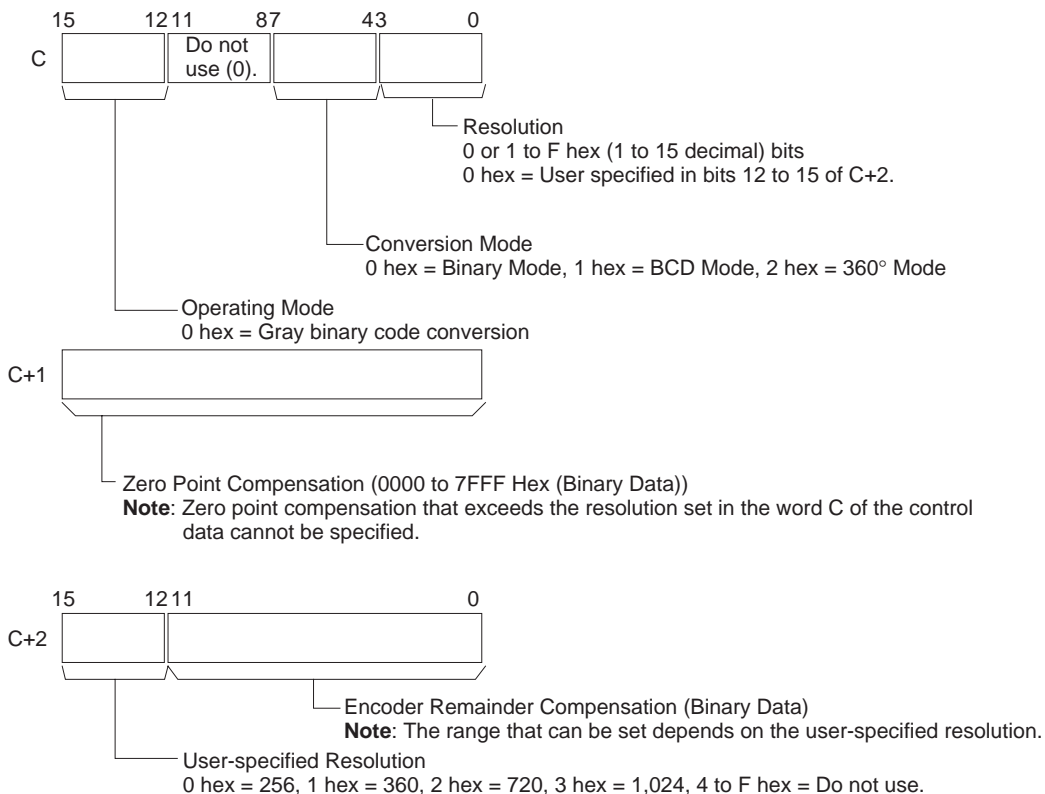 15 12 11 8 7 4 3 0
C
Do not
use (0).
Resolution
0 or 1 to F hex (1 to 15 decimal) bits
0 hex = User specified in bits 12 to 15 of C+2.
Conversion Mode
0 hex = Binary Mode, 1 hex = BCD Mode, 2 hex = 360° Mode
Operating Mode
0 hex = Gray binary code conversion
C+1
Zero Point Compensation (0000 to 7FFF Hex (Binary Data))
Note: Zero point compensation that exceeds the resolution set in the word C of the control
data cannot be specified.
15 12 11 0
C+2
Encoder Remainder Compensation (Binary Data)
Note: The range that can be set depends on the user-specified resolution.
User-specified Resolution
0 hex = 256, 1 hex = 360, 2 hex = 720, 3 hex = 1,024, 4 to F hex = Do not use.